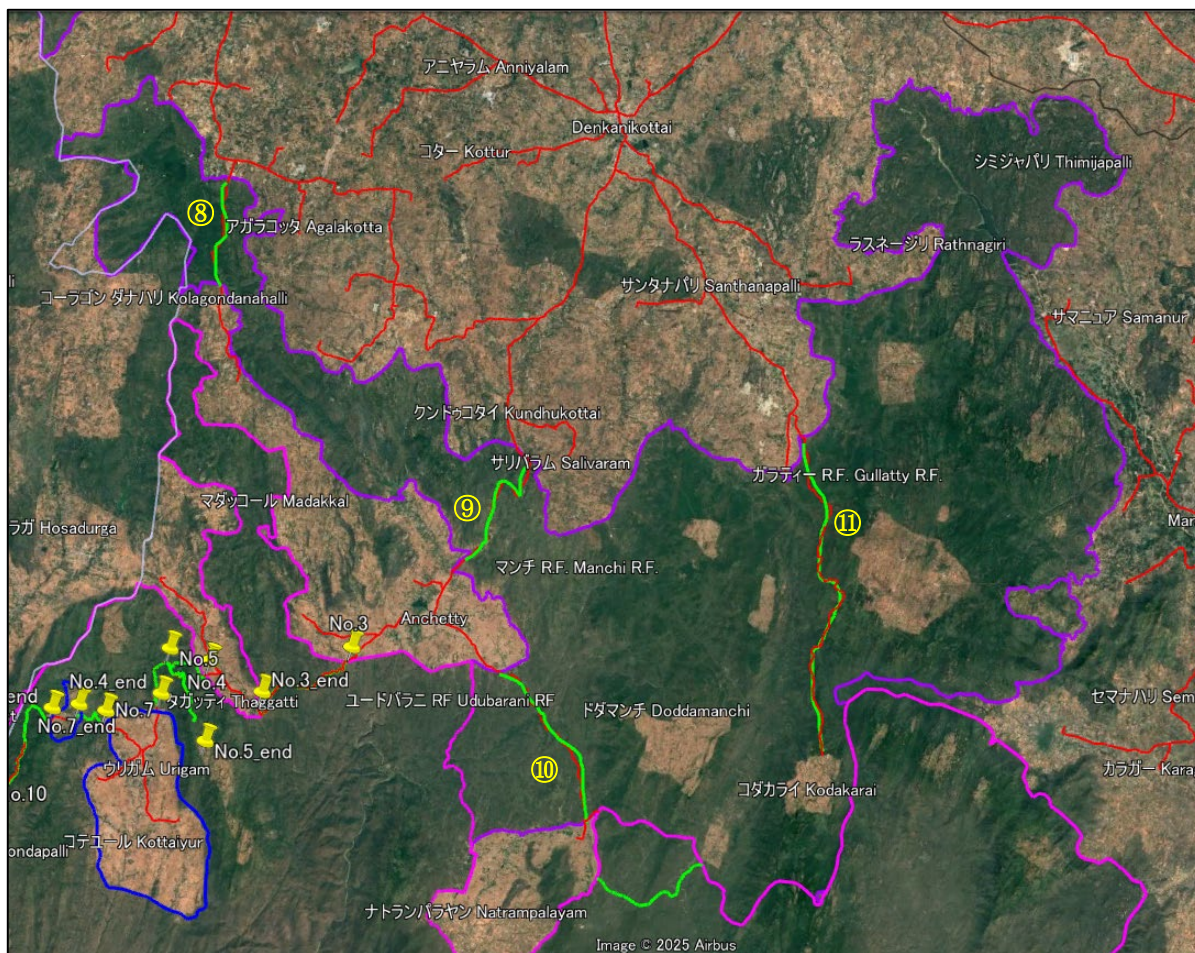 アニヤラム Anniyalam
Denkanikottai
コター Kottur
シミジャパリ Thimijapalli
⑧
アガラコッタ Agalakotta
ラスネージリ Rathnagiri
li
コーラゴン ダナハリ Kolagondanahalli
サンタナパリ Santhanapalli
サマニュア Samanur
クンドゥコタイ Kundhukottai
サリバラム Salivaram
ガラティー R.F. Gullatty R.F.
マダッコール Madakkal
⑨
⑪
ラガ Hosadurga
Mar
マンチ R.F. Manchi R.F.
Anchetty
No.3
No.5
No.4
No.4_end
No.3_end
end
タガッティ Thaggatti
ユードバラニ RF Udubarani RF
セマナハリ Sem
t
No.7
No.7_end
ドダマンチ Doddamanchi
No.5_end
ウリガム Urigam
⑩
カラガー Kara
o.10
コダカライ Kodakarai
コテユール Kottaiyur
ondapalli
ナトランパラヤン Natrampalayam
Image © 2025 Airbus